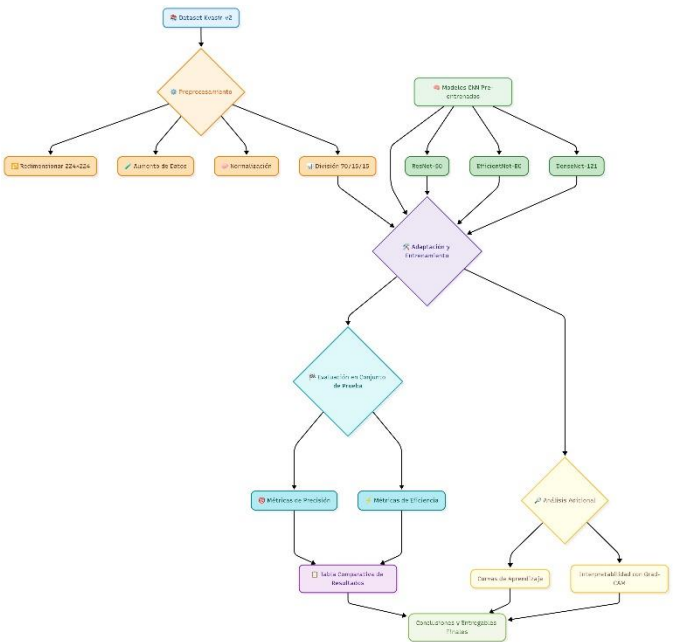 📚 Dataset Kvasir v2
⚙️ Preprocesamiento
🧠 Modelos CNN Pre-
entrenados
🔄 Redimensionar 224x224
🧪 Aumento de Datos
🧼 Normalización
📊 División 70/15/15
ResNet-50
EfficientNet-B0
DenseNet-121
🛠️ Adaptación y
Entrenamiento
🏁 Evaluación en Conjunto
de Prueba
🎯 Métricas de Precisión
⚡ Métricas de Eficiencia
🔎 Análisis Adicional
📋 Tabla Comparativa de
Resultados
Curvas de Aprendizaje
Interpretabilidad con Grad-
CAM
Conclusiones y Entregables
Finales